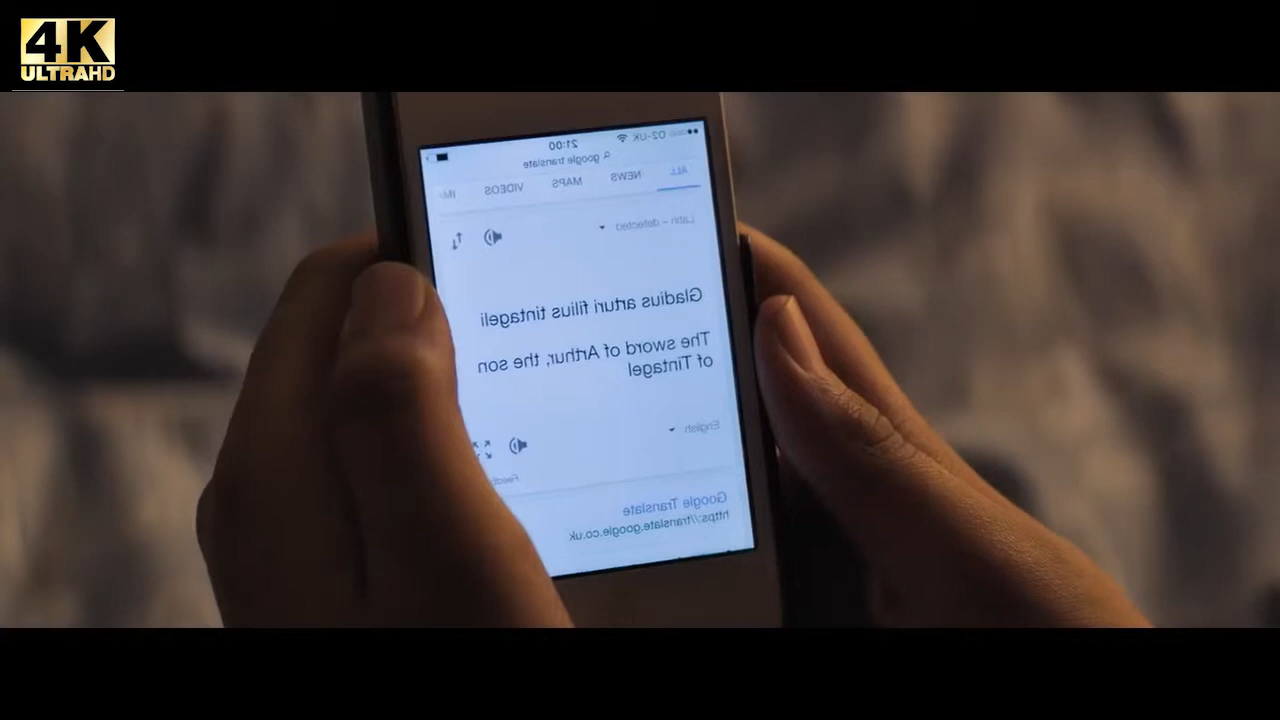 4K
ULTRAHD
O2-UK 21:00
google translate
ALL NEWS MAPS VIDEOS
Latin – detected
Gladius arturi filius tintageli
The sword of Arthur, the son
of Tintagel
English
Google Translate
https://translate.google.co.uk